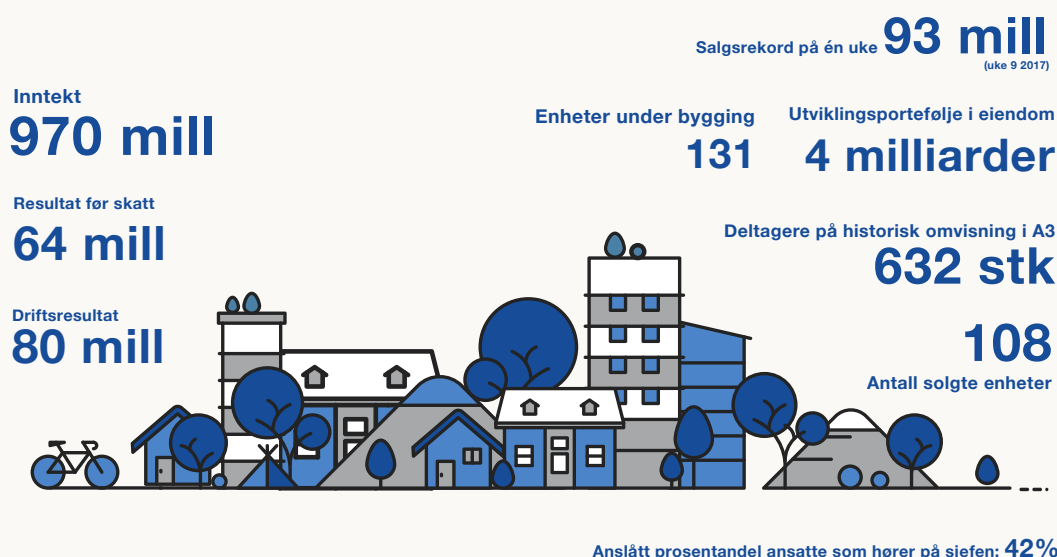 Salgsrekord på én uke 93 mill
(uke 9 2017)
Inntekt
970 mill
Enheter under bygging
131
Utviklingsportefølje i eiendom
4 milliarder
Resultat før skatt
64 mill
Deltagere på historisk omvisning i A3
632 stk
Driftsresultat
80 mill
108
Antall solgte enheter
Anslått prosentandel ansatte som hører på sjefen: 42%